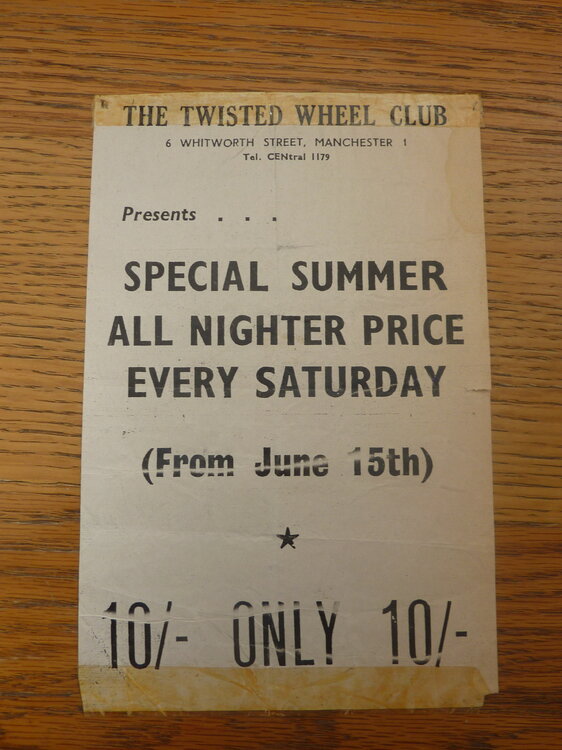 THE TWISTED WHEEL CLUB
6 WHITWORTH STREET, MANCHESTER 1
Tel. CENtral 1179
Presents . . .
SPECIAL SUMMER
ALL NIGHTER PRICE
EVERY SATURDAY
(From June 15th)
10/- ONLY 10/-